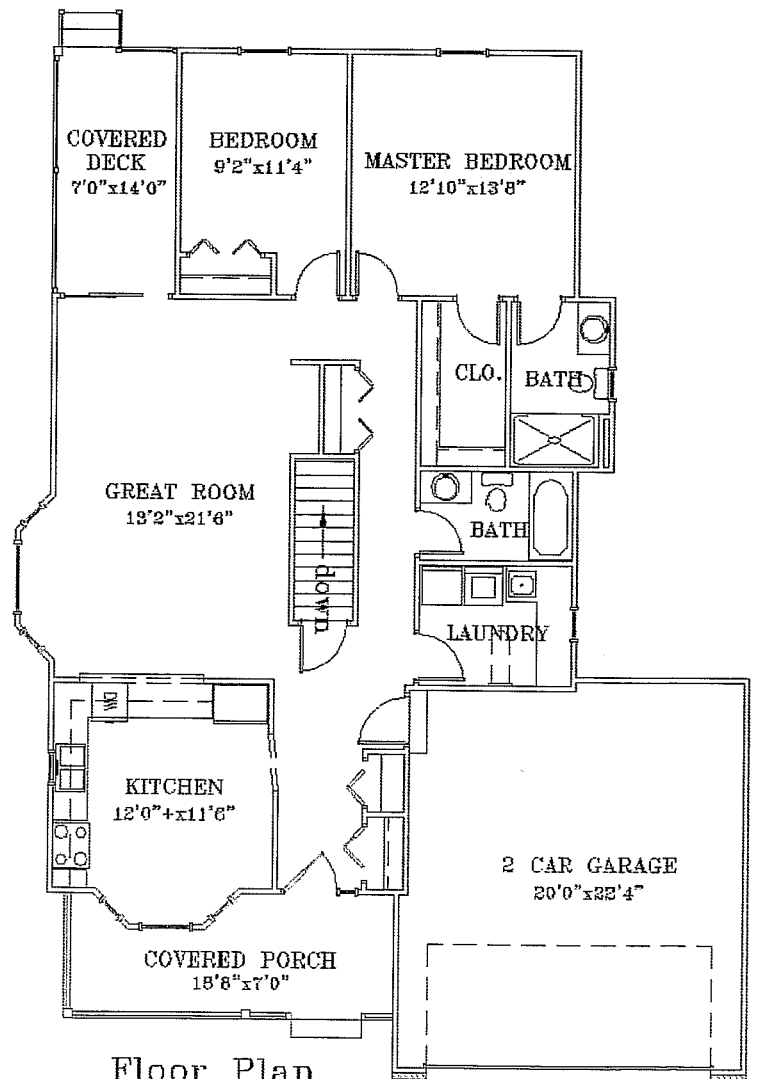 COVERED
DECK
7'0"x14'0"
BEDROOM
9'2"x11'4"
MASTER BEDROOM
12'10"x13'8"
CLO.
BATH
GREAT ROOM
13'2"x21'6"
down
BATH
LAUNDRY
DW
KITCHEN
12'0"+x11'6"
2 CAR GARAGE
20'0"x22'4"
COVERED PORCH
18'8"x7'0"
Floor Plan